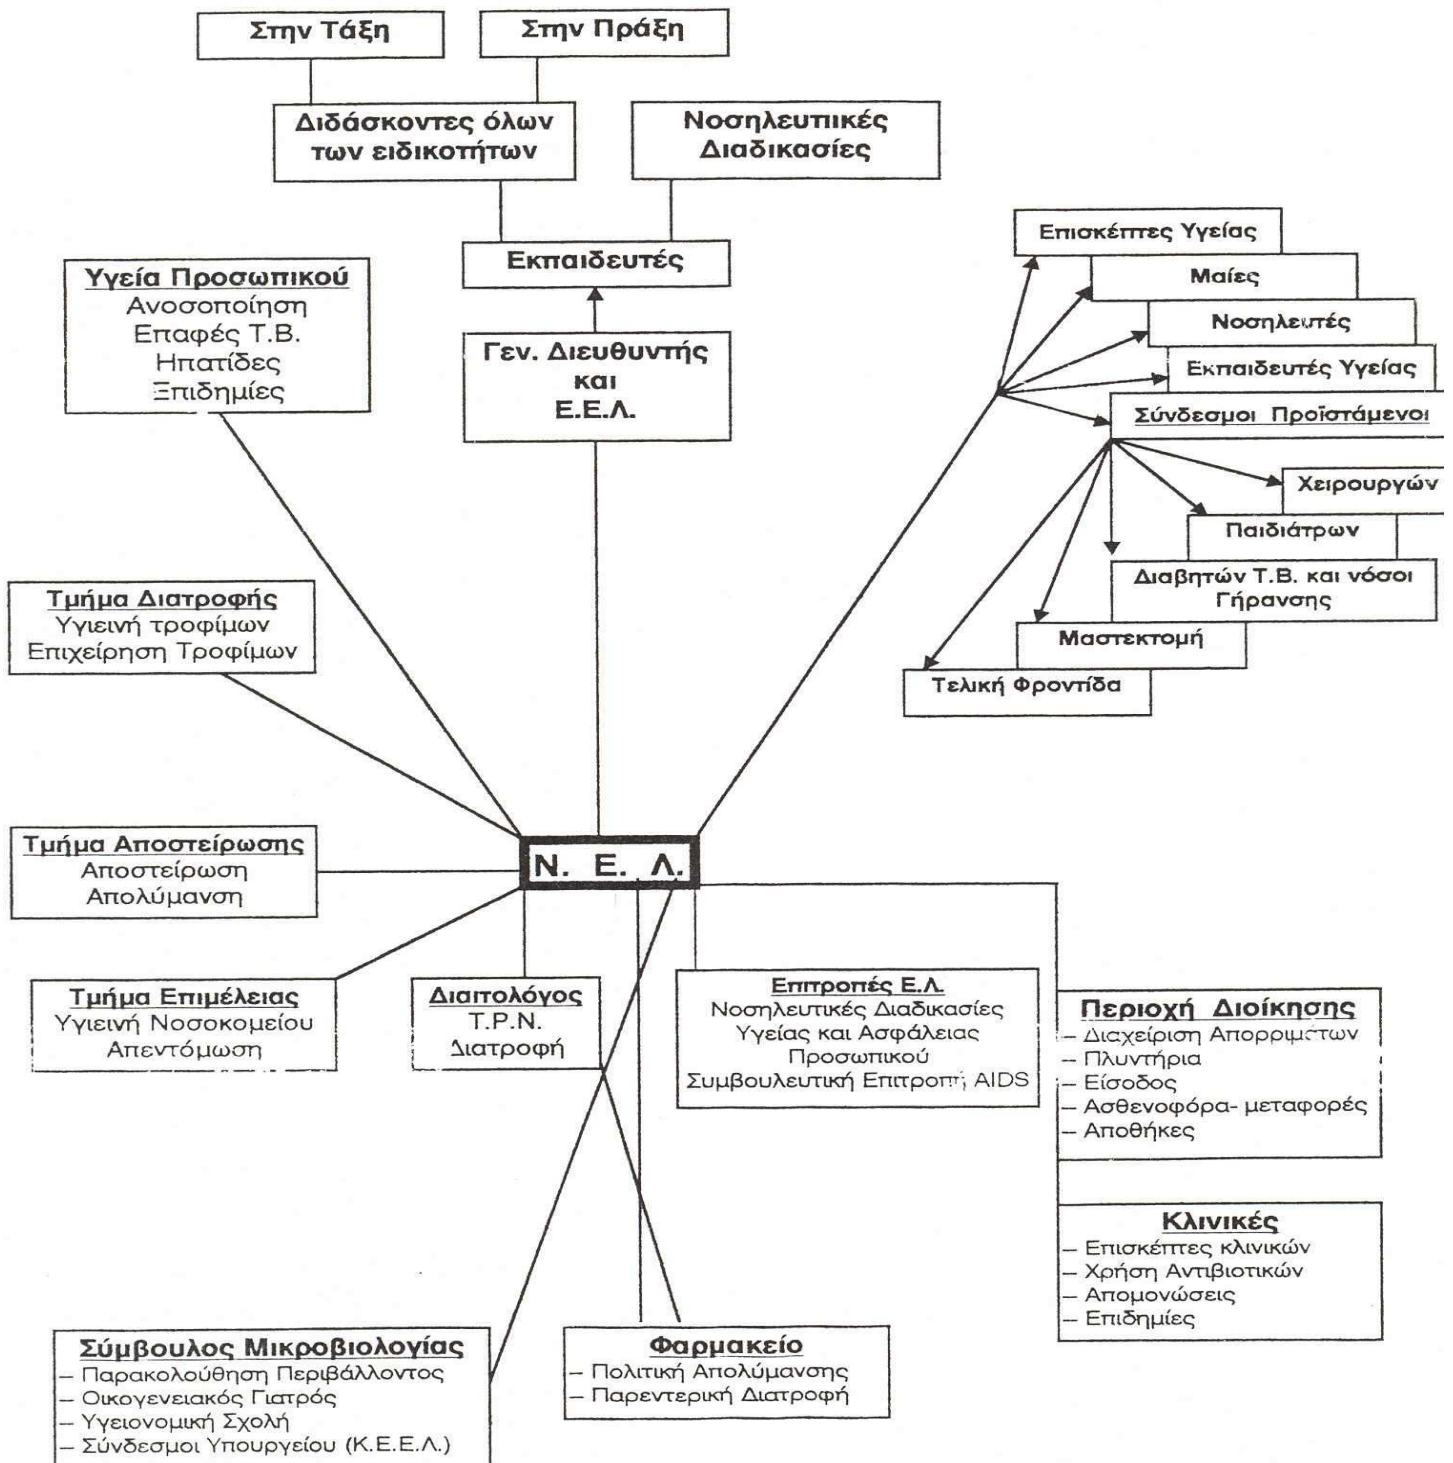 Στην Τάξη
Στην Πράξη
Διδάσκοντες όλων
των ειδικοτήτων
Νοσηλευτικές
Διαδικασίες
Εκπαιδευτές
Γεν. Διευθυντής
και
Ε.Ε.Λ.
Υγεία Προσωπικού
Ανοσοποίηση
Επαφές Τ.Β.
Ηπατίδες
Επιδημίες
Επισκέπτες Υγείας
Μαίες
Νοσηλευτές
Εκπαιδευτές Υγείας
Σύνδεσμοι Προϊστάμενοι
Χειρουργών
Παιδιάτρων
Διαβητών Τ.Β. και νόσοι
Γήρανσης
Μαστεκτομή
Τελική Φροντίδα
Τμήμα Διατροφής
Υγιεινή τροφίμων
Επιχείρηση Τροφίμων
Τμήμα Αποστείρωσης
Αποστείρωση
Απολύμανση
Ν. Ε. Λ.
Τμήμα Επιμέλειας
Υγιεινή Νοσοκομείου
Απεντόμωση
Διαιτολόγος
Τ.Ρ.Ν.
Διατροφή
Επιτροπές Ε.Λ.
Νοσηλευτικές Διαδικασίες
Υγείας και Ασφάλειας
Προσωπικού
Συμβουλευτική Επιτροπή AIDS
Περιοχή Διοίκησης
– Διαχείριση Απορριμάτων
– Πλυντήρια
– Είσοδος
– Ασθενοφόρα- μεταφορές
– Αποθήκες
Κλινικές
– Επισκέπτες κλινικών
– Χρήση Αντιβιοτικών
– Απομονώσεις
– Επιδημίες
Σύμβουλος Μικροβιολογίας
– Παρακολούθηση Περιβάλλοντος
– Οικογενειακός Γιατρός
– Υγειονομική Σχολή
– Σύνδεσμοι Υπουργείου (Κ.Ε.Ε.Λ.)
Φαρμακείο
– Πολιτική Απολύμανσης
– Παρεντερική Διατροφή